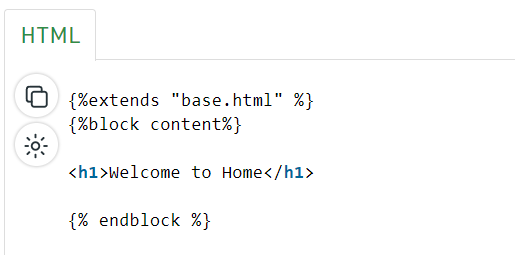 HTML
{%extends "base.html" %}
{%block content%}
<h1>Welcome to Home</h1>
{% endblock %}